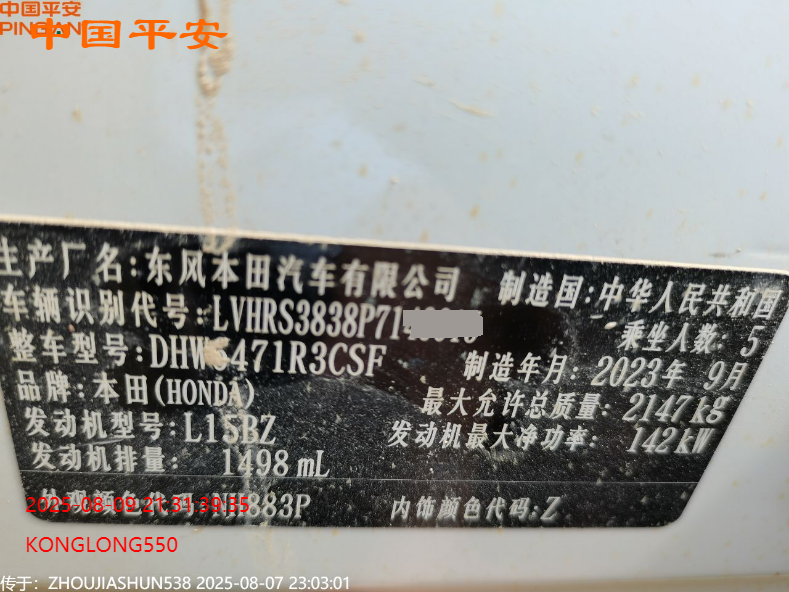 中国平安
PINGAN
中国平安
生产厂名:东风本田汽车有限公司 制造国:中华人民共和国
车辆识别代号:LVHRS3838P71 乘坐人数: 5
整车型号:DHW6471R3CSF 制造年月: 2023年 9月
品牌:本田(HONDA) 最大允许总质量: 2147kg
发动机型号:L15BZ 发动机最大净功率: 142kW
发动机排量: 1498 mL
883P 内饰颜色代码:Z
2025-08-09 21:31:39:35
KONGLONG550
传于: ZHOUJIASHUN538 2025-08-07 23:03:01